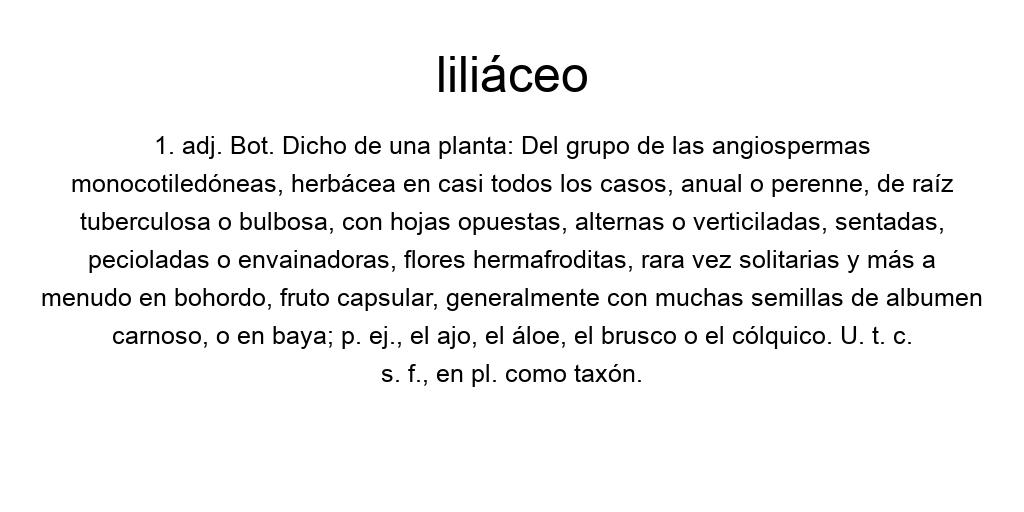 liliáceo
1. adj. Bot. Dicho de una planta: Del grupo de las angiospermas
monocotiledóneas, herbácea en casi todos los casos, anual o perenne, de raíz
tuberculosa o bulbosa, con hojas opuestas, alternas o verticiladas, sentadas,
pecioladas o envainadoras, flores hermafroditas, rara vez solitarias y más a
menudo en bohordo, fruto capsular, generalmente con muchas semillas de albumen
carnoso, o en baya; p. ej., el ajo, el áloe, el brusco o el cólquico. U. t. c.
s. f., en pl. como taxón.